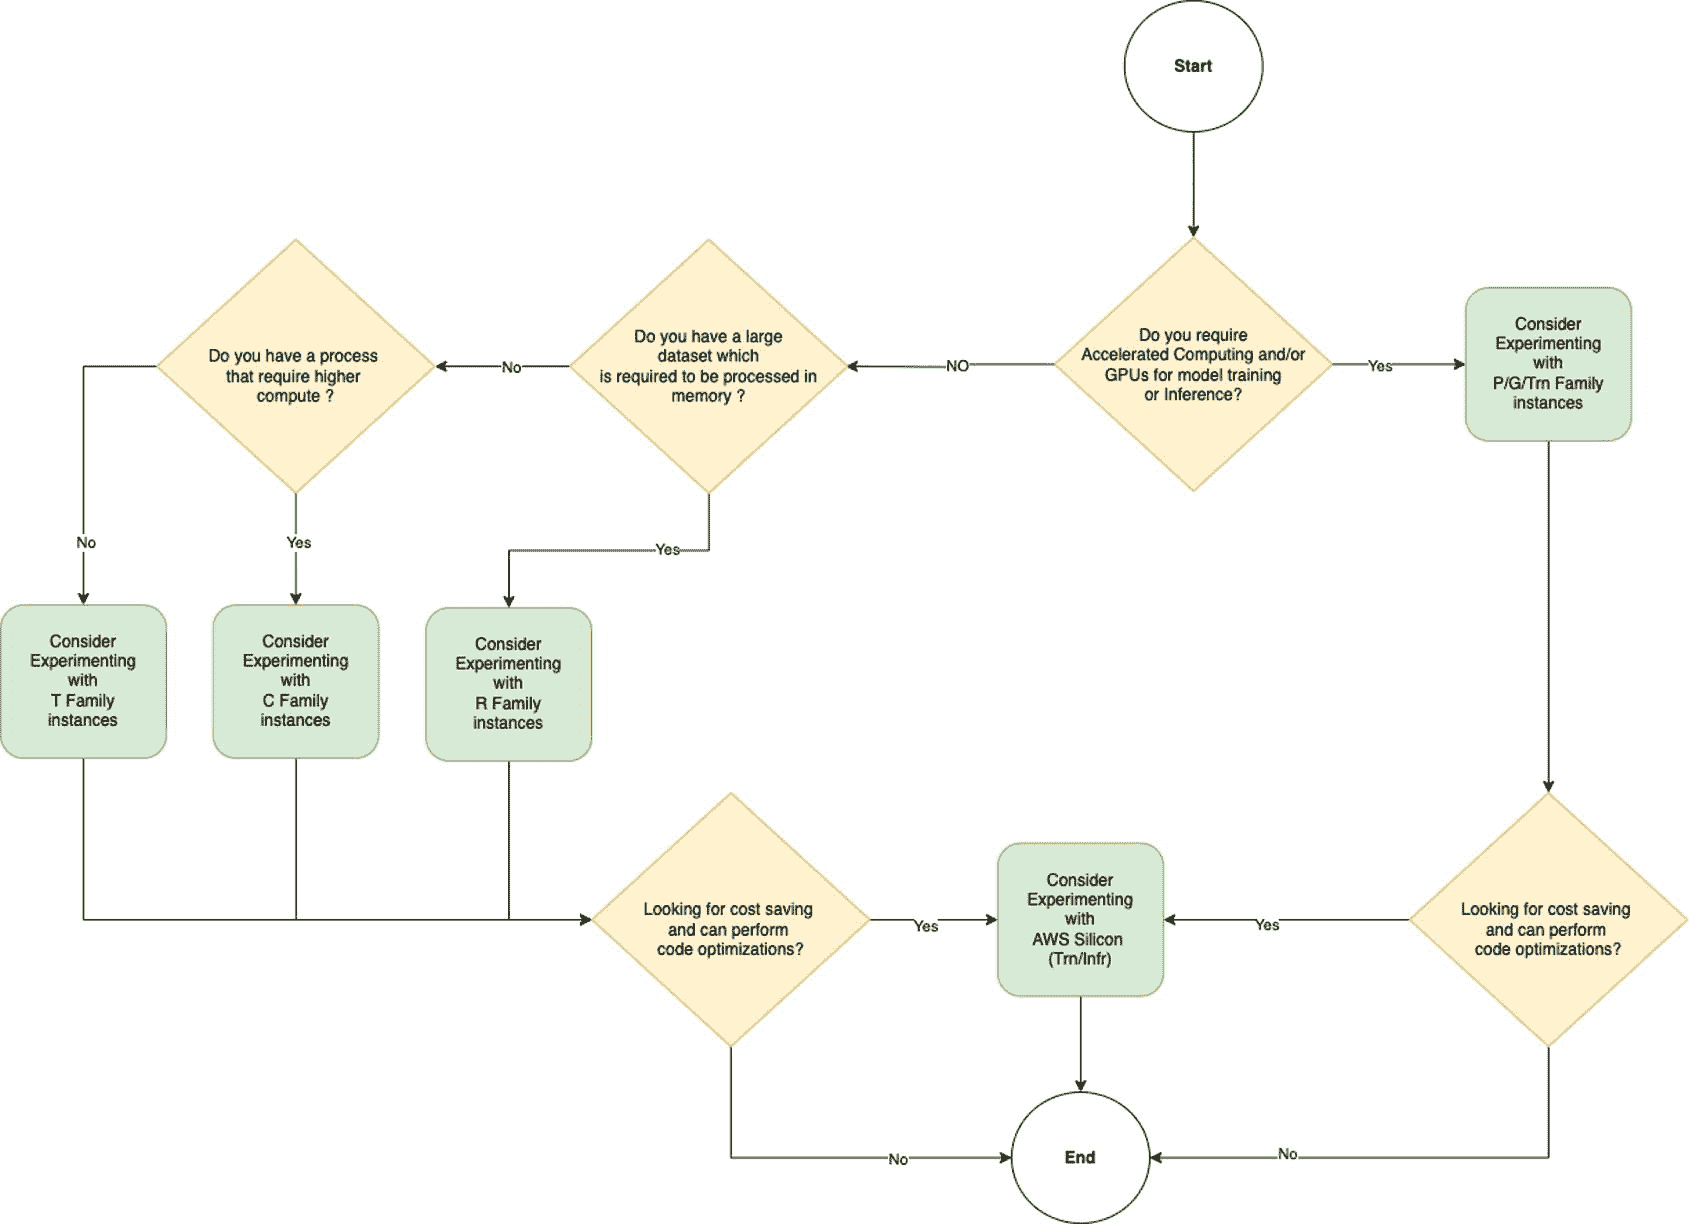 Start
Do you require
Accelerated Computing and/or
GPUs for model training
or Inference?
Yes
Consider
Experimenting
with
P/G/Trn Family
instances
NO
Do you have a large
dataset which
is required to be processed in
memory ?
No
Do you have a process
that require higher
compute ?
No
Yes
Yes
Consider
Experimenting
with
T Family
instances
Consider
Experimenting
with
C Family
instances
Consider
Experimenting
with
R Family
instances
Looking for cost saving
and can perform
code optimizations?
Yes
Consider
Experimenting
with
AWS Silicon
(Trn/Infr)
Yes
Looking for cost saving
and can perform
code optimizations?
No
End
No